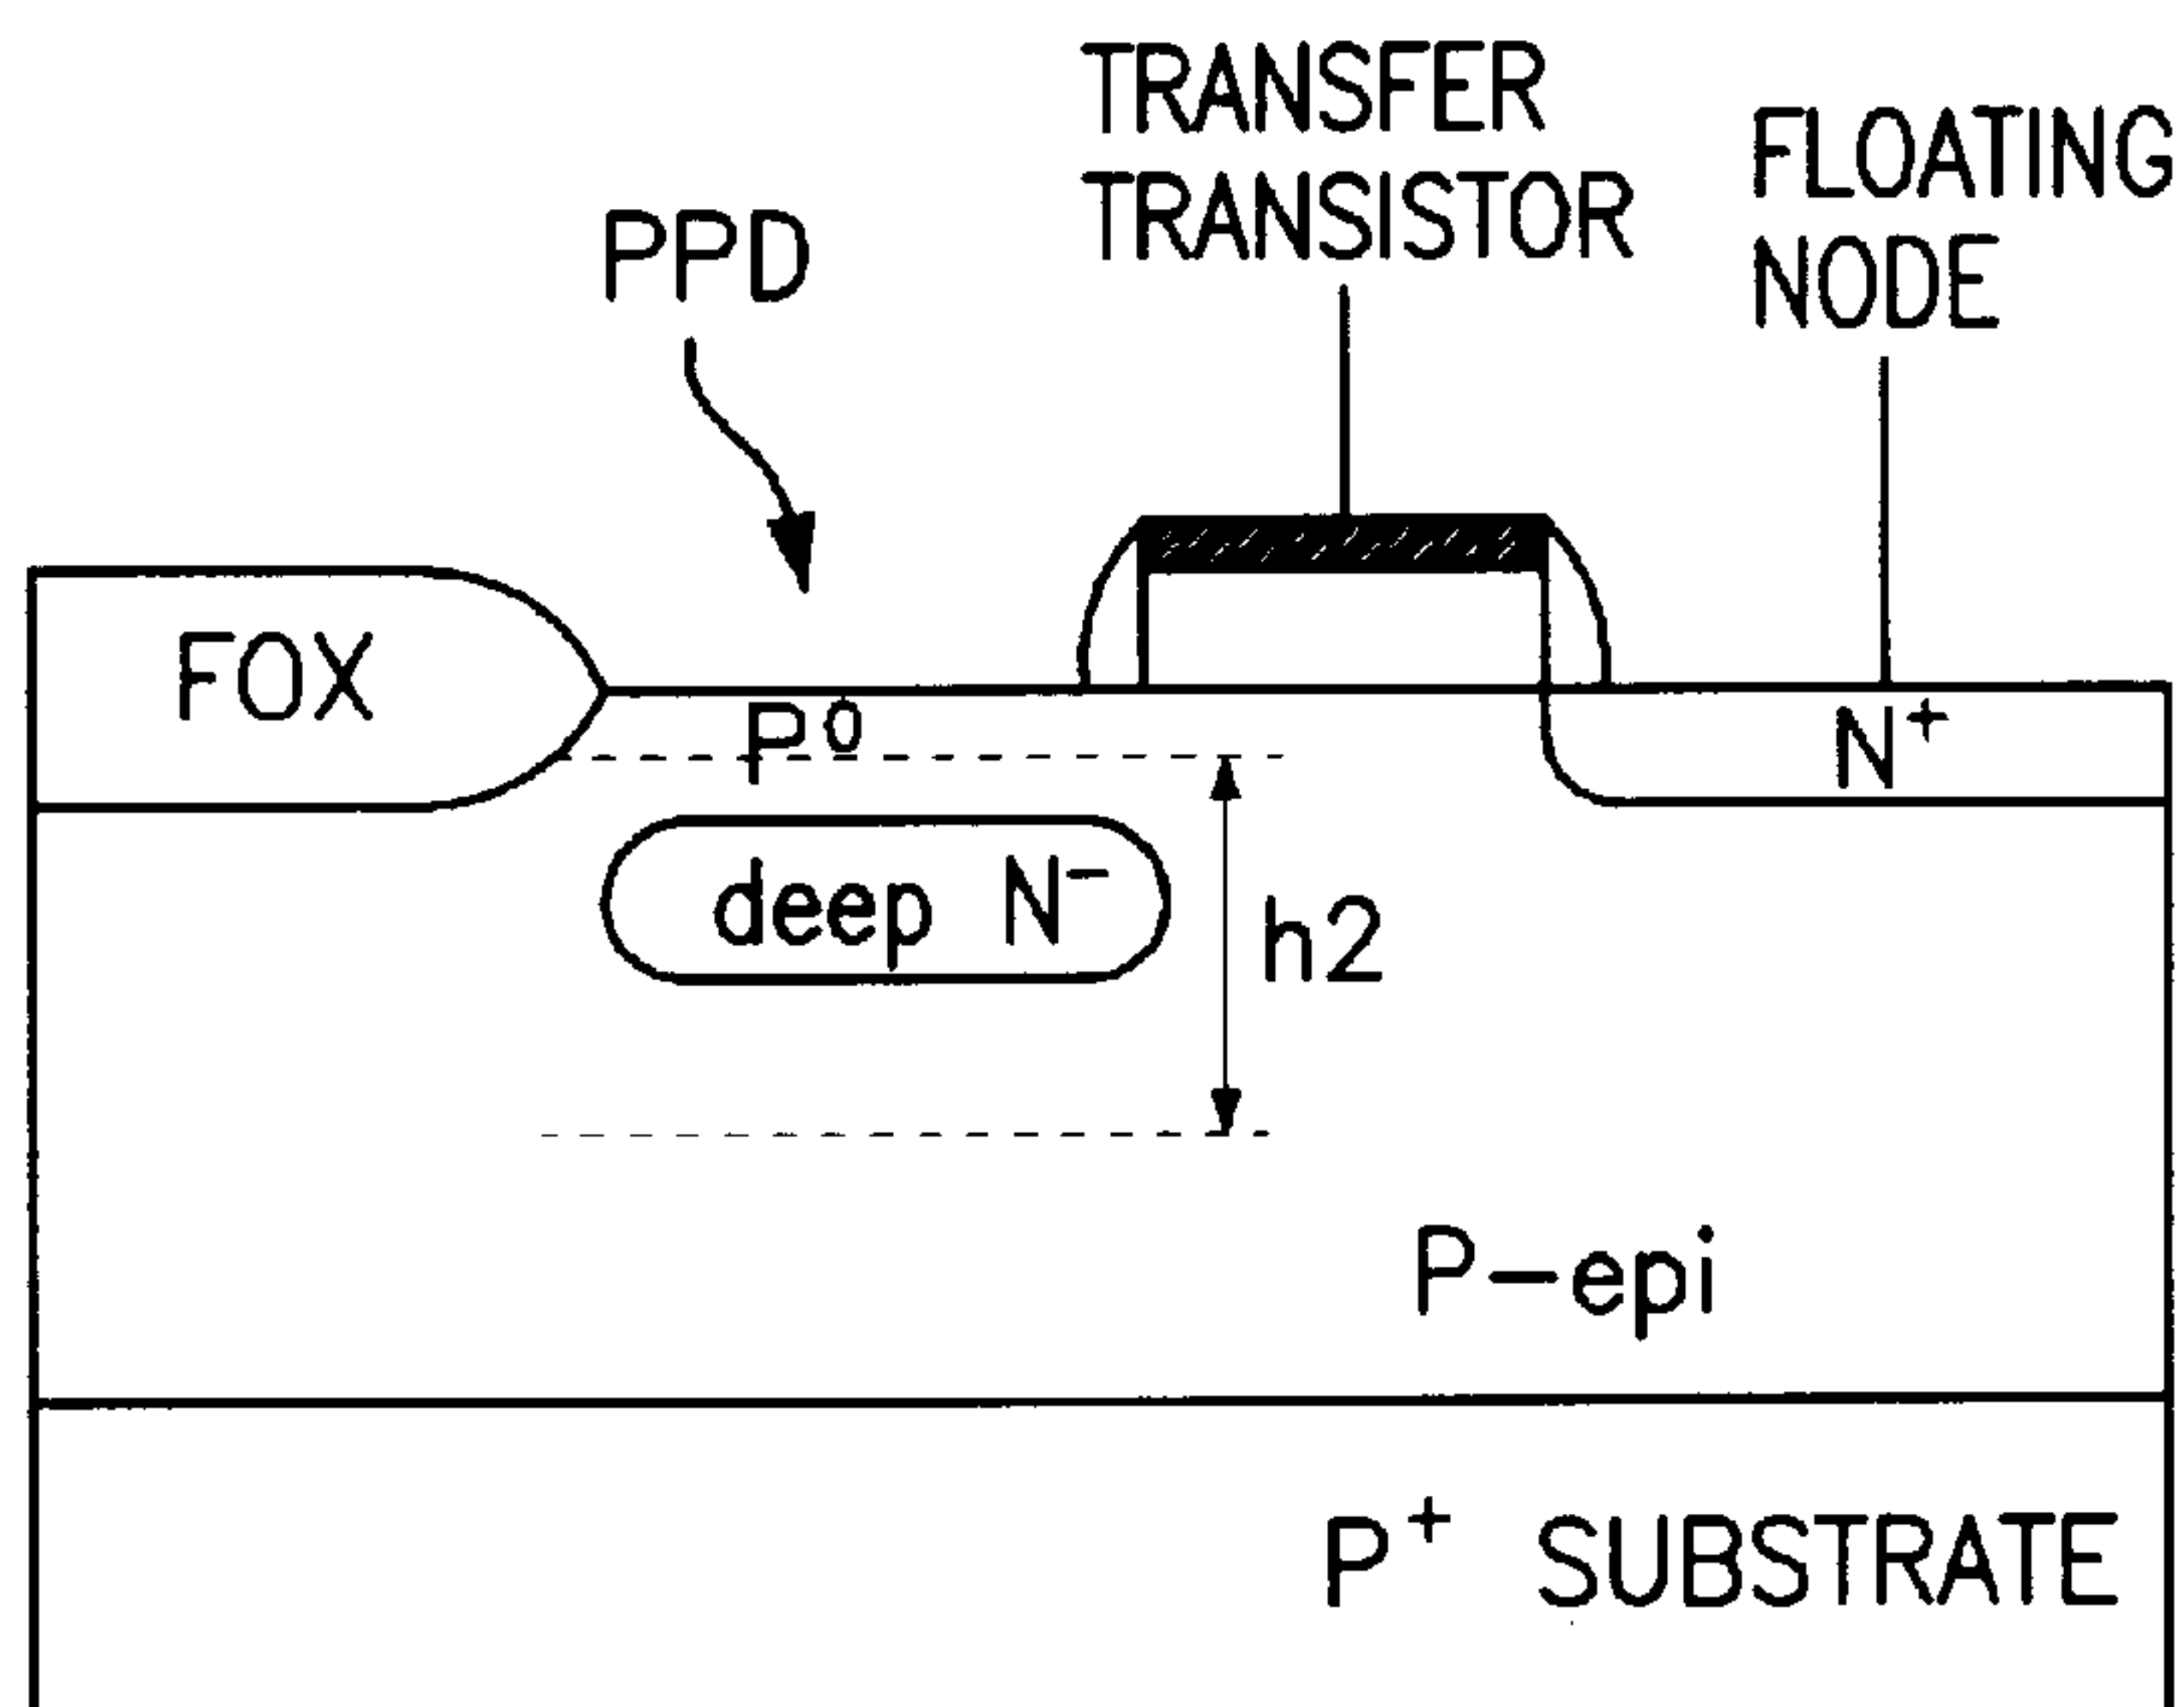 TRANSFER
TRANSISTOR
FLOATING
NODE
PPD
FOX
P⁰
N⁺
deep N⁻
h2
P-epi
P⁺ SUBSTRATE